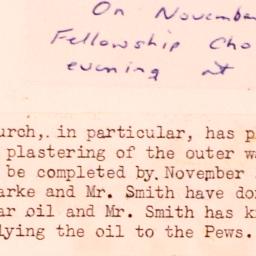 On November
Fellowship Cho
evening at
urch,. in particular, has p
plastering of the outer wa
be completed by November
arke and Mr. Smith have don
ar oil and Mr. Smith has k
lying the oil to the Pews.